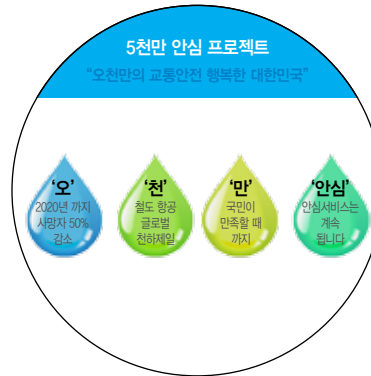 5천만 안심 프로젝트
“오천만의 교통안전 행복한 대한민국”
‘오’
2020년 까지
사망자 50%
감소
‘천’
철도 항공
글로벌
천하제일
‘만’
국민이
만족할 때
까지
‘안심’
안심서비스는
계속
됩니다